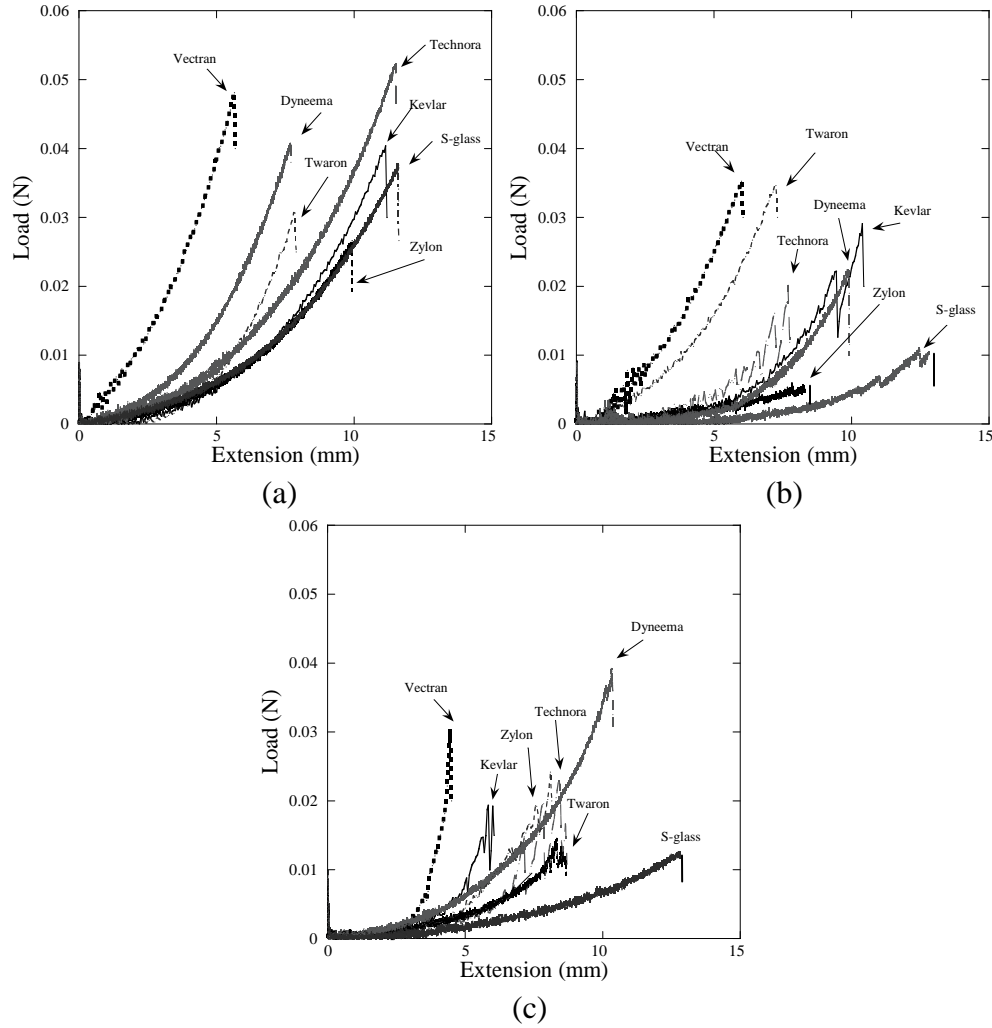 0.06
0.05
0.04
0.03
0.02
0.01
0
Load (N)
Vectran
Dyneema
Twaron
Technora
Kevlar
S-glass
Zylon
0
5
10
15
Extension (mm)
(a)
0.06
0.05
0.04
0.03
0.02
0.01
0
Load (N)
Vectran
Twaron
Dyneema
Kevlar
Technora
Zylon
S-glass
0
5
10
15
Extension (mm)
(b)
0.06
0.05
0.04
0.03
0.02
0.01
0
Load (N)
Dyneema
Vectran
Technora
Zylon
Kevlar
Twaron
S-glass
0
5
10
15
Extension (mm)
(c)